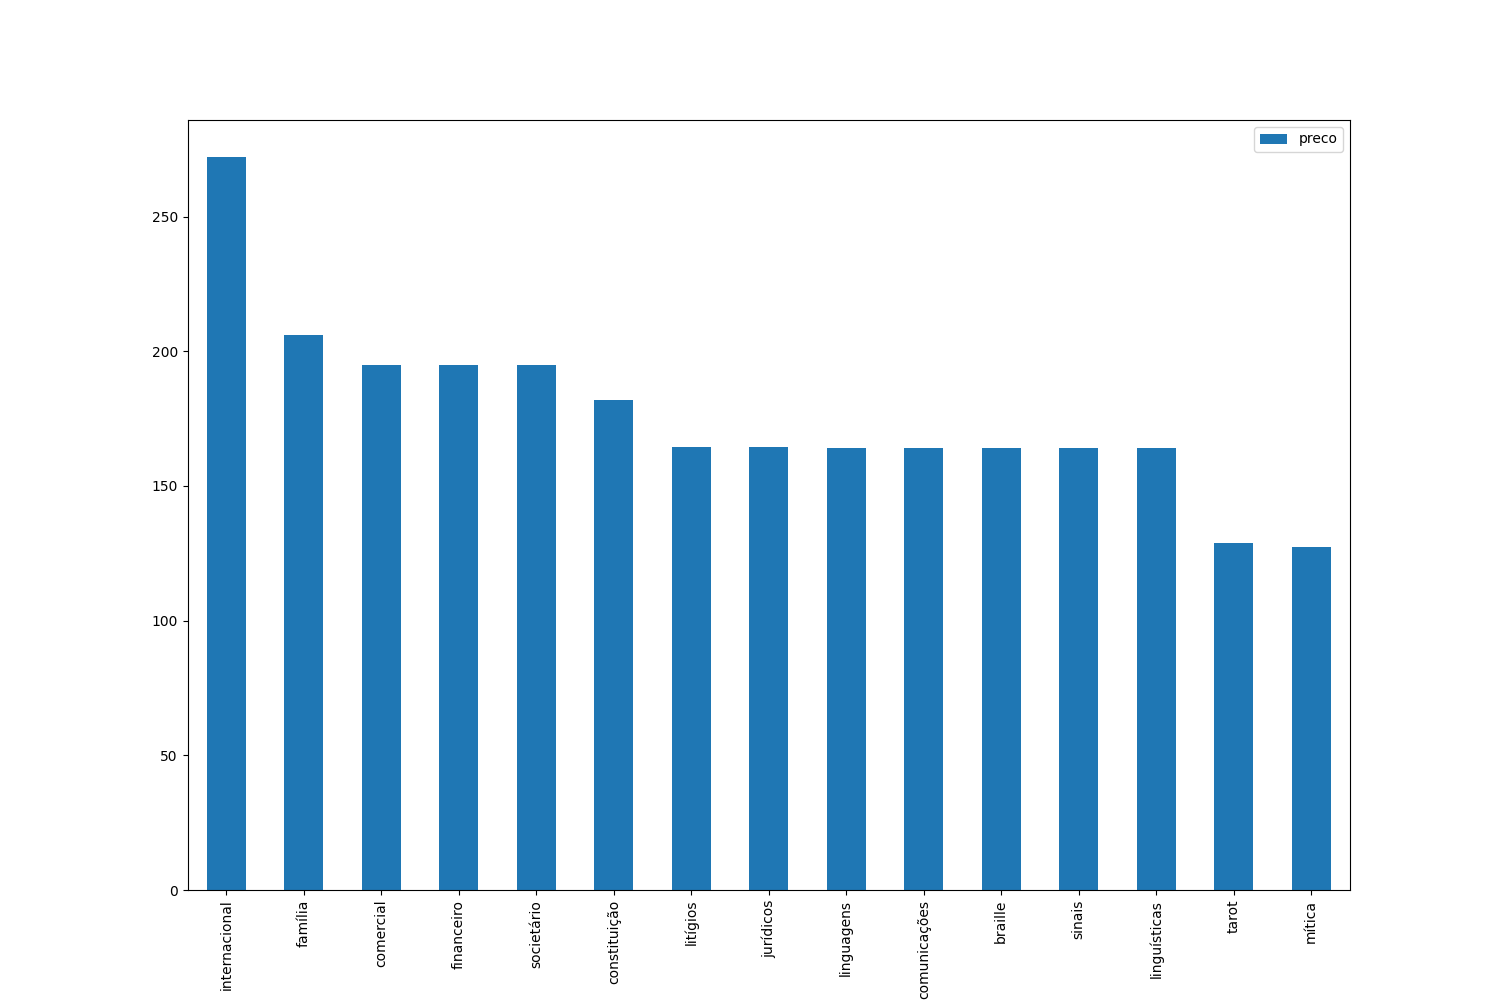 preco
250
200
150
100
50
0
internacional
família
comercial
financeiro
societário
constituição
litígios
jurídicos
linguagens
comunicações
braille
sinais
linguísticas
tarot
mítica